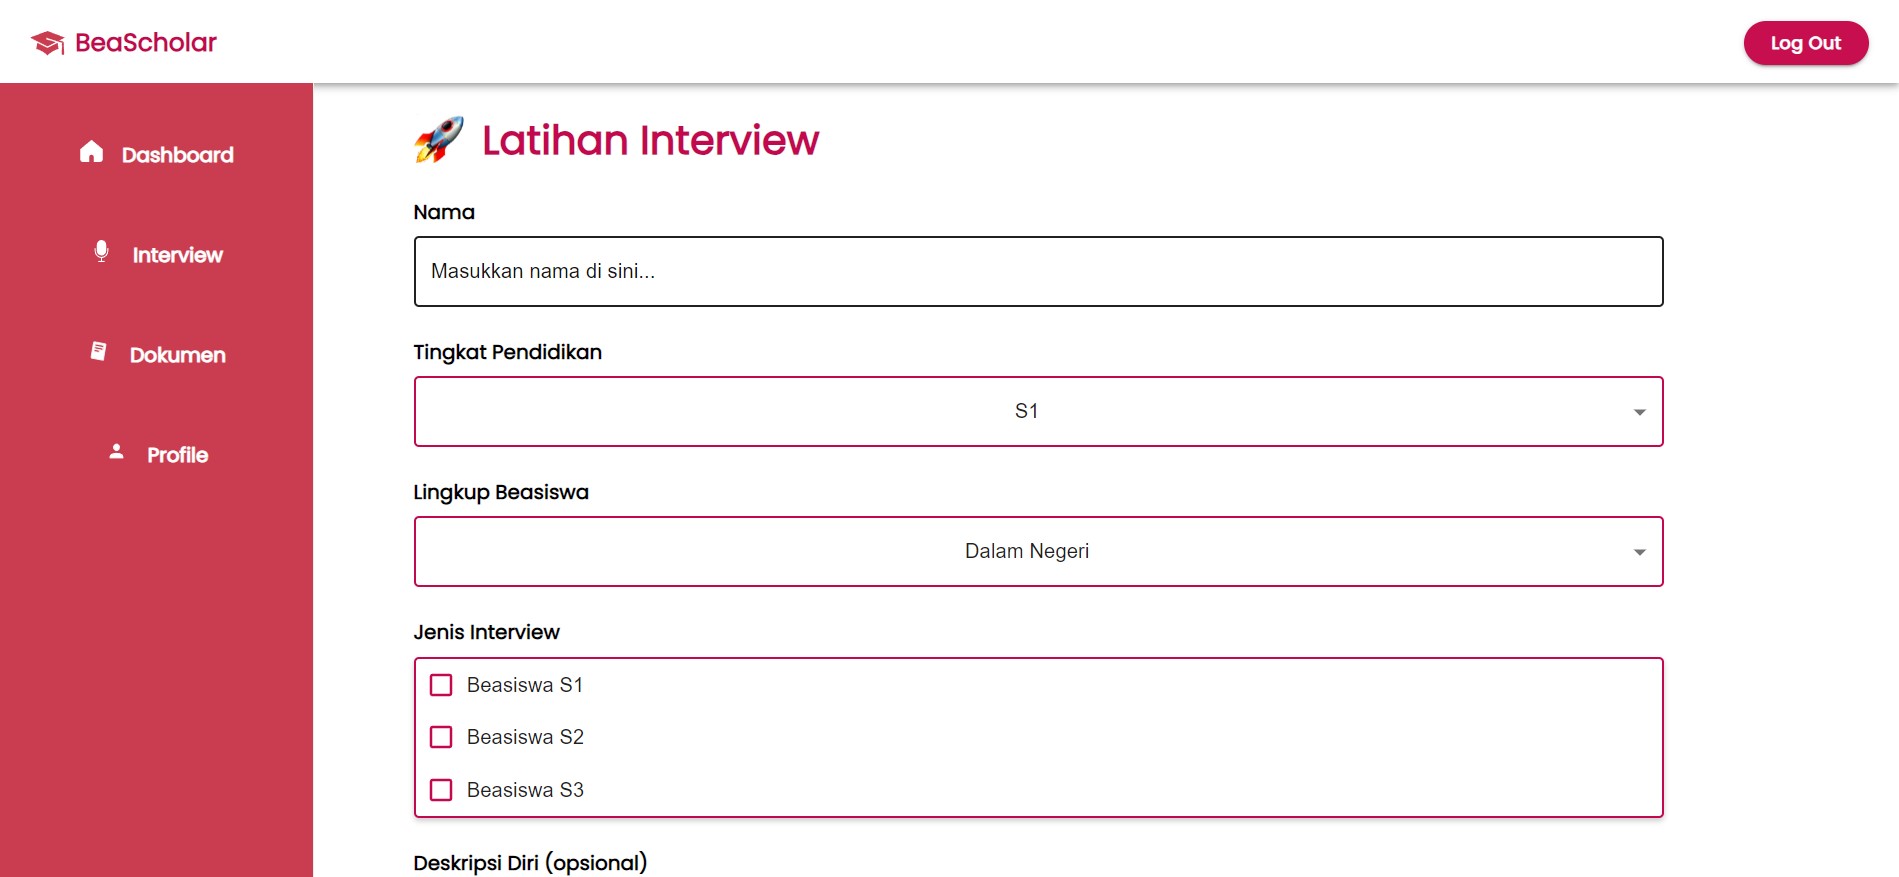 BeaScholar
Log Out
Dashboard
Interview
Dokumen
Profile
Latihan Interview
Nama
Masukkan nama di sini...
Tingkat Pendidikan
S1
Lingkup Beasiswa
Dalam Negeri
Jenis Interview
Beasiswa S1
Beasiswa S2
Beasiswa S3
Deskripsi Diri (opsional)